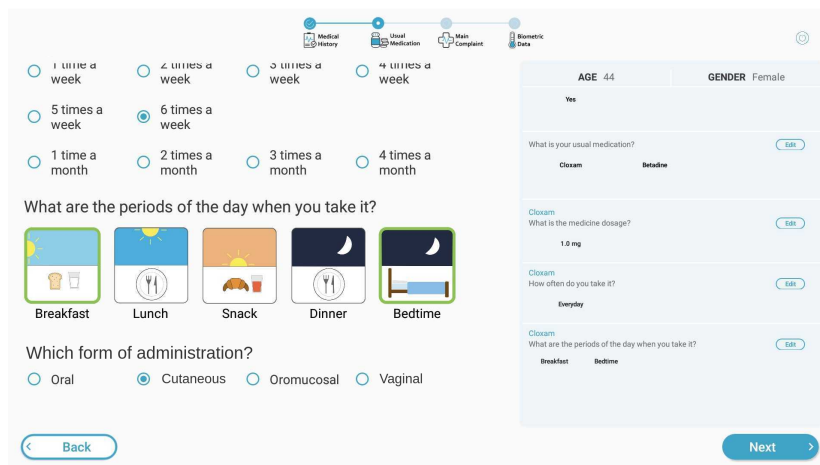 Medical
History
Usual
Medication
Main
Complaint
Biometric
Data
1 time a
week
2 times a
week
3 times a
week
4 times a
week
5 times a
week
6 times a
week
1 time a
month
2 times a
month
3 times a
month
4 times a
month
What are the periods of the day when you take it?
Breakfast
Lunch
Snack
Dinner
Bedtime
Which form of administration?
Oral
Cutaneous
Oromucosal
Vaginal
Back
AGE 44
GENDER Female
Yes
What is your usual medication?
Edit
Cloxam
Betadine
Cloxam
What is the medicine dosage?
Edit
1.0 mg
Cloxam
How often do you take it?
Edit
Everyday
Cloxam
What are the periods of the day when you take it?
Edit
Breakfast
Bedtime
Next